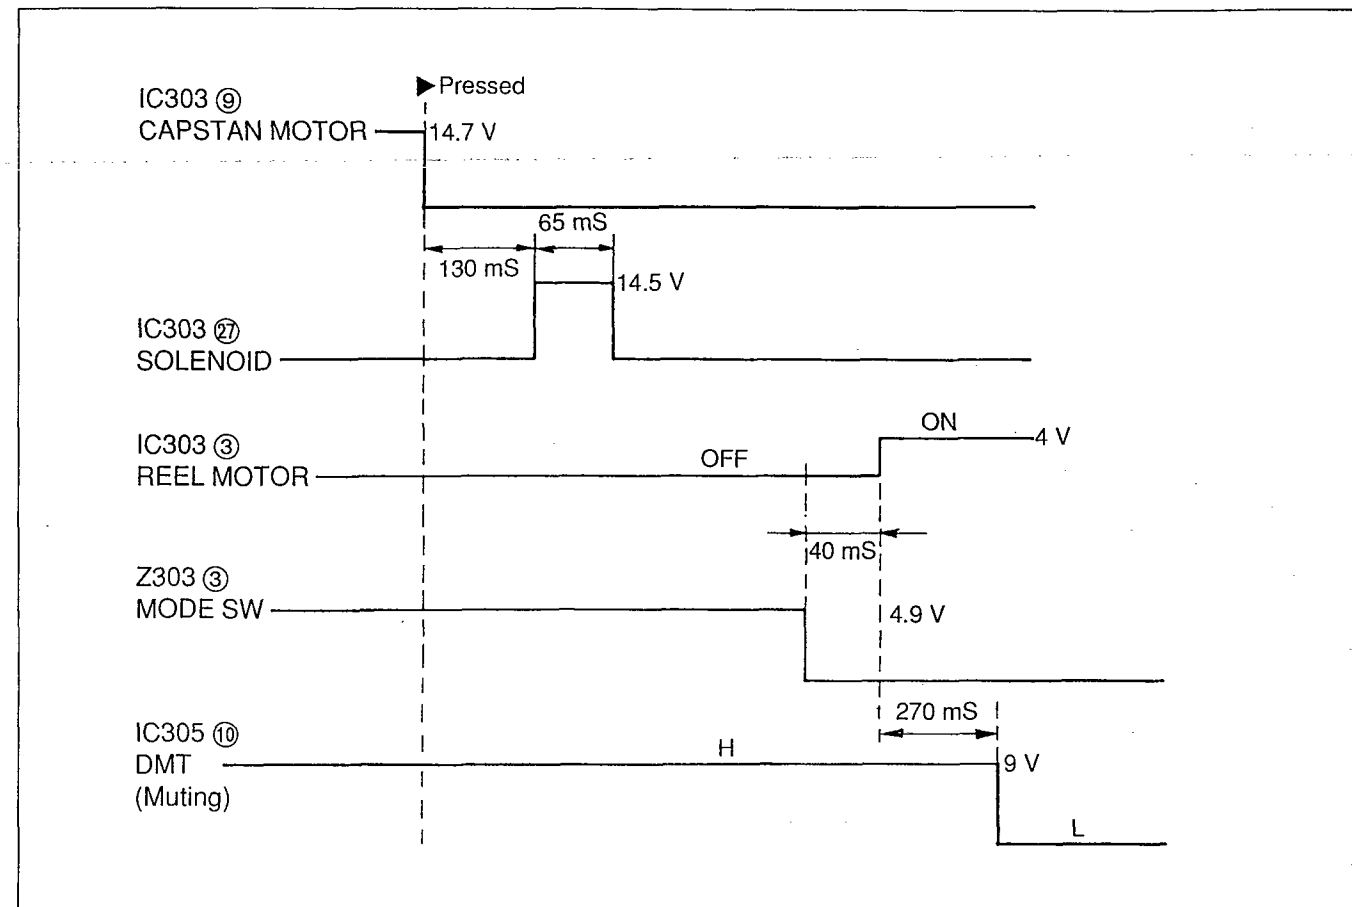 ▶Pressed
IC303 ⑨
CAPSTAN MOTOR
14.7 V
65 mS
130 mS
14.5 V
IC303 ㉗
SOLENOID
IC303 ③
REEL MOTOR
OFF
ON
4 V
40 mS
Z303 ③
MODE SW
4.9 V
270 mS
IC305 ⑩
DMT
(Muting)
H
9 V
L